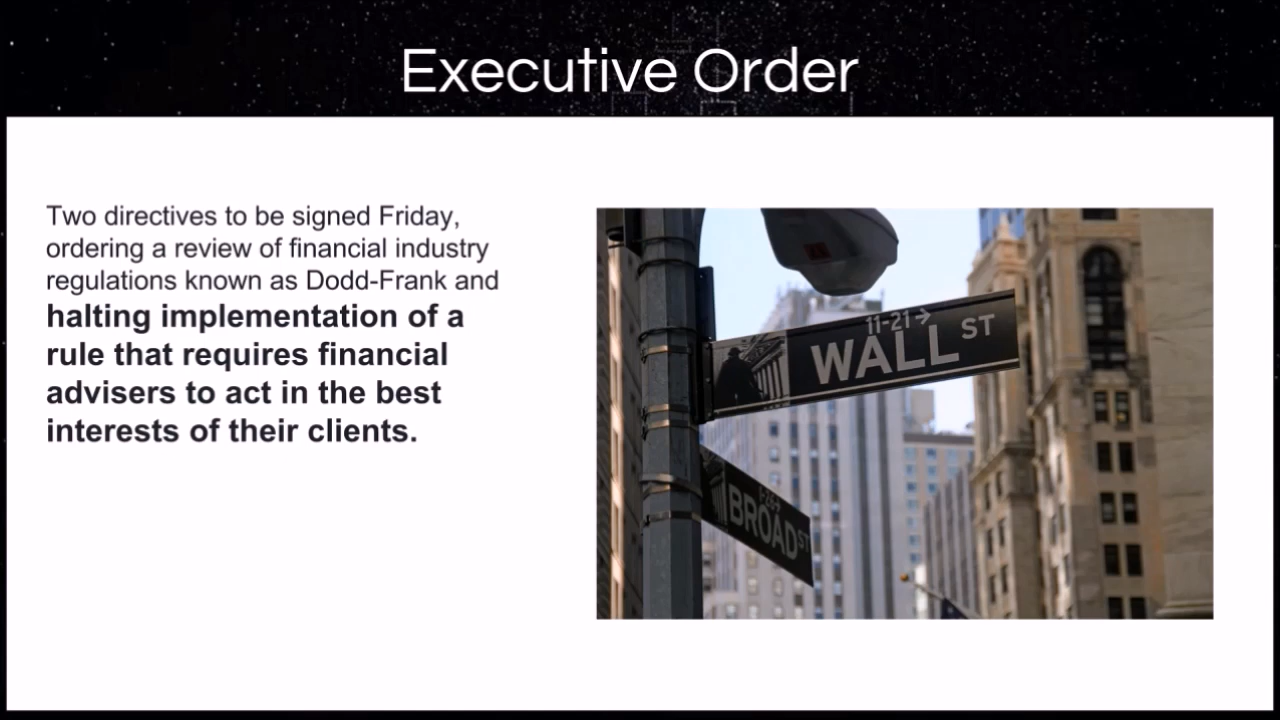 Executive Order
Two directives to be signed Friday,
ordering a review of financial industry
regulations known as Dodd-Frank and
halting implementation of a
rule that requires financial
advisers to act in the best
interests of their clients.
11-21→
WALL ST
BROAD ST